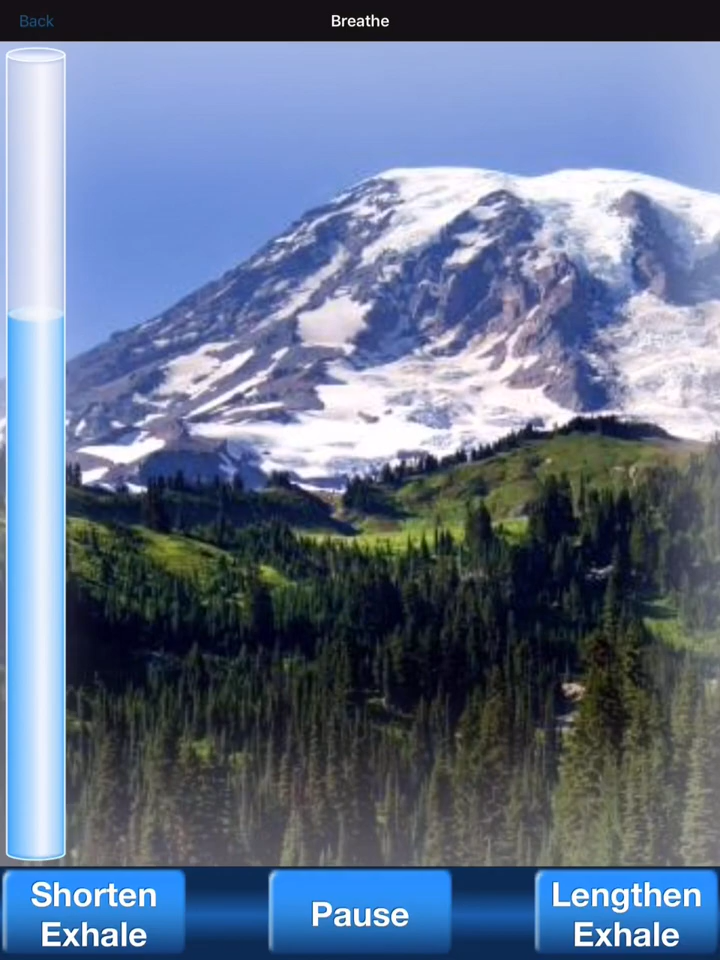 Back
Breathe
Shorten
Exhale
Pause
Lengthen
Exhale